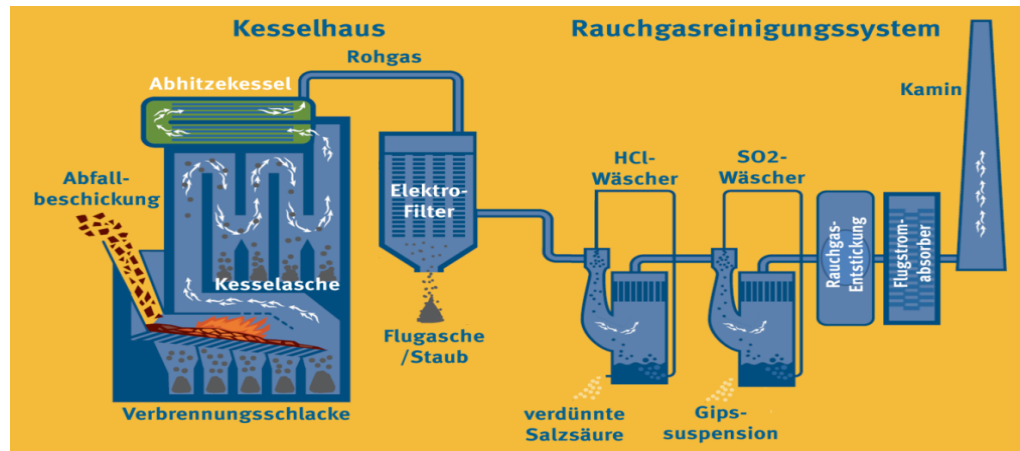 Kesselhaus
Rauchgasreinigungssystem
Rohgas
Abhitzekessel
Kamin
Abfall-
beschickung
HCl-
Wäscher
SO2-
Wäscher
Elektro-
Filter
Rauchgas-
Entstickung
Flugstrom-
absorber
Kesselasche
Flugasche
/Staub
Verbrennungsschlacke
verdünnte
Salzsäure
Gips-
suspension